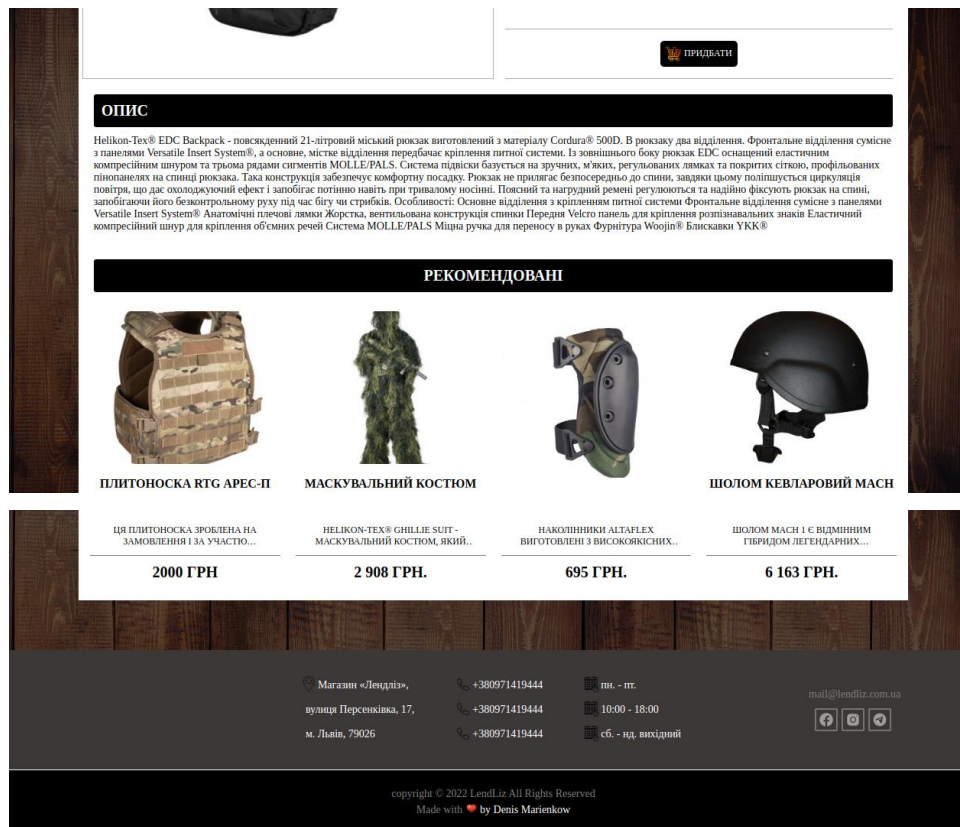 ПРИДБАТИ
ОПИС
Helikon-Tex® EDC Backpack - повсякденний 21-літровий міський рюкзак виготовлений з матеріалу Cordura® 500D. В рюкзаку два відділення. Фронтальне відділення сумісне
з панелями Versatile Insert System®, а основне, містке відділення передбачає кріплення питної системи. Із зовнішнього боку рюкзак EDC оснащений еластичним
компресійним шнуром та трьома рядами сигментів MOLLE/PALS. Система підвіски базується на зручних, м'яких, регульованих лямках та покритих сіткою, профільованих
пінопанелях на спинці рюкзака. Така конструкція забезпечує комфортну посадку. Рюкзак не прилягає безпосередньо до спини, завдяки цьому поліпшується циркуляція
повітря, що дає охолоджуючий ефект і запобігає потінню навіть при тривалому носінні. Поясний та нагрудний ремені регулюються та надійно фіксують рюкзак на спині,
запобігаючи його безконтрольному руху під час бігу чи стрибків. Особливості: Основне відділення з кріпленням питної системи Фронтальне відділення сумісне з панелями
Versatile Insert System® Анатомічні плечові лямки Жорстка, вентильована конструкція спинки Передня Velcro панель для кріплення розпізнавальних знаків Еластичний
компресійний шнур для кріплення об'ємних речей Система MOLLE/PALS Міцна ручка для переносу в руках Фурнітура Woojin® Блискавки YKK®
РЕКОМЕНДОВАНІ
ПЛИТОНОСКА RTG АРЕС-П
МАСКУВАЛЬНИЙ КОСТЮМ
ШОЛОМ КЕВЛАРОВИЙ MACH
ЦЯ ПЛИТОНОСКА ЗРОБЛЕНА НА
ЗАМОВЛЕННЯ І ЗА УЧАСТЮ...
HELIKON-TEX® GHILLIE SUIT -
МАСКУВАЛЬНИЙ КОСТЮМ, ЯКИЙ..
НАКОЛІННИКИ ALTAFLEX
ВИГОТОВЛЕНІ З ВИСОКОЯКІСНИХ..
ШОЛОМ MACH 1 Є ВІДМІННИМ
ГІБРИДОМ ЛЕГЕНДАРНИХ...
2000 ГРН
2 908 ГРН.
695 ГРН.
6 163 ГРН.
Магазин «Лендліз»,
вулиця Персенківка, 17,
м. Львів, 79026
+380971419444
+380971419444
+380971419444
пн. - пт.
10:00 - 18:00
сб. - нд. вихідний
mail@lendliz.com.ua
copyright © 2022 LendLiz All Rights Reserved
Made with ❤ by Denis Marienkow